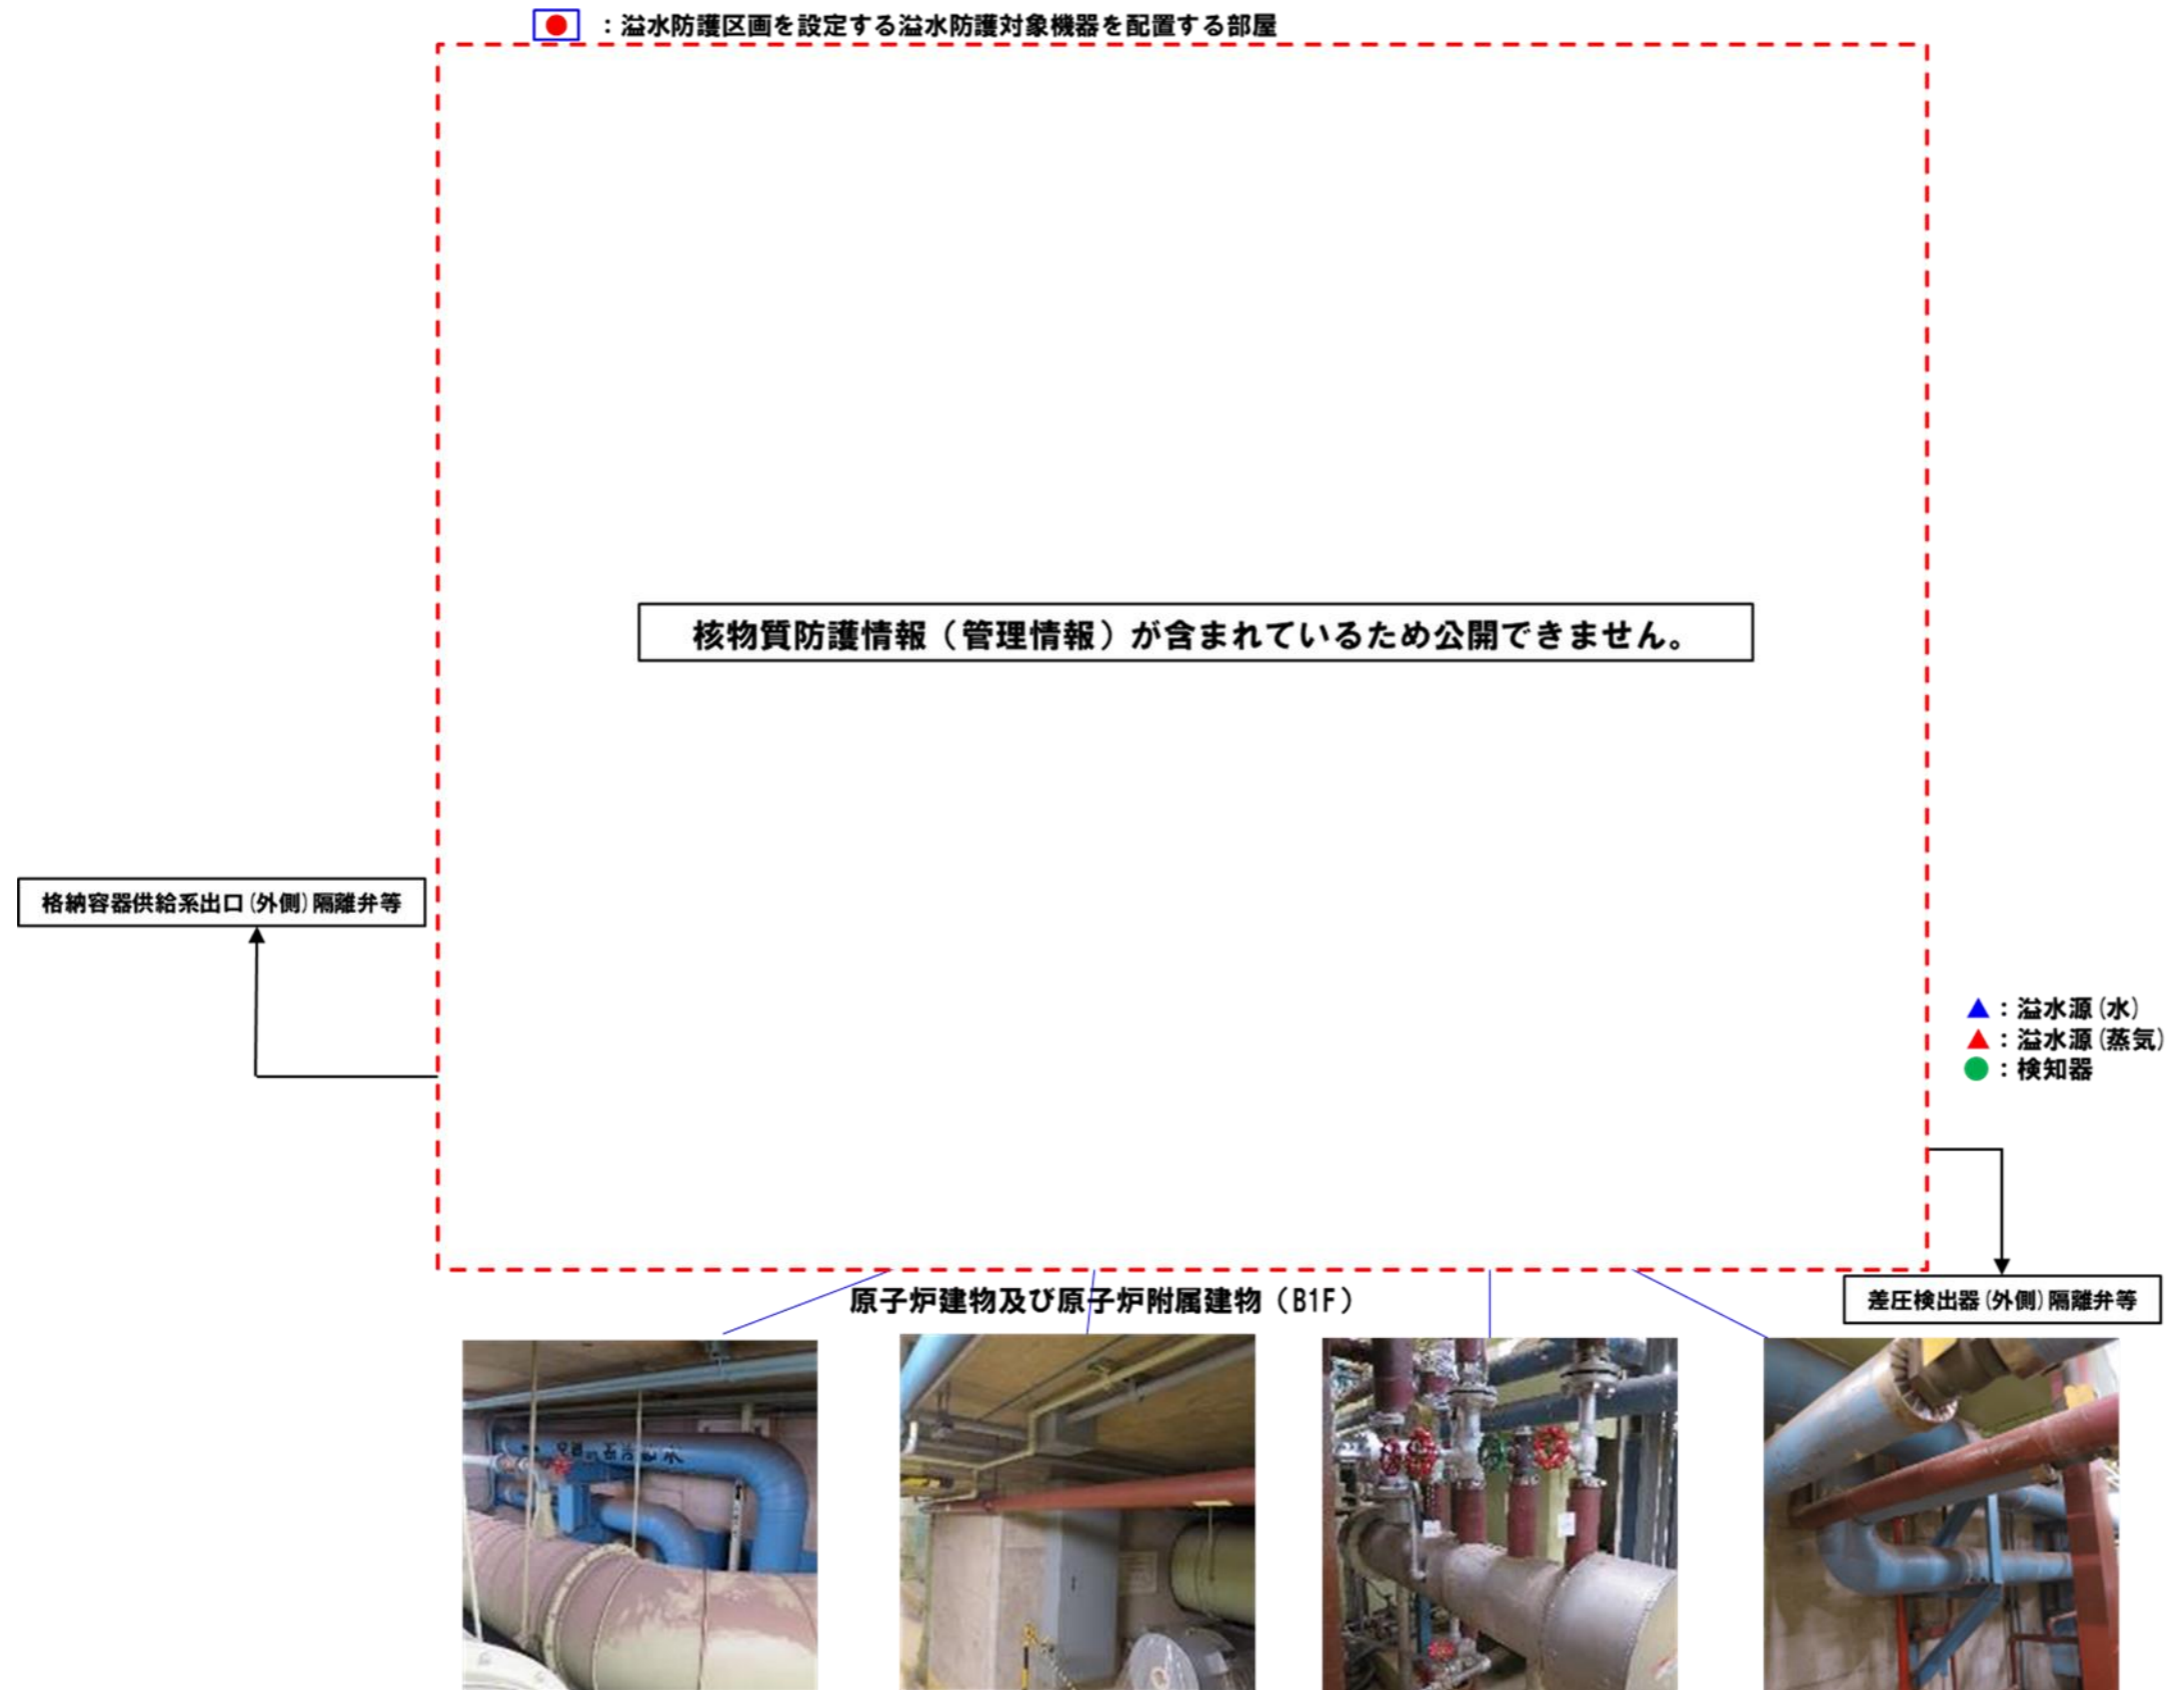 ：溢水防護区画を設定する溢水防護対象機器を配置する部屋
核物質防護情報（管理情報）が含まれているため公開できません。
格納容器供給系出口(外側)隔離弁等
▲：溢水源(水)
▲：溢水源(蒸気)
●：検知器
差圧検出器(外側)隔離弁等
原子炉建物及び原子炉附属建物（B1F）